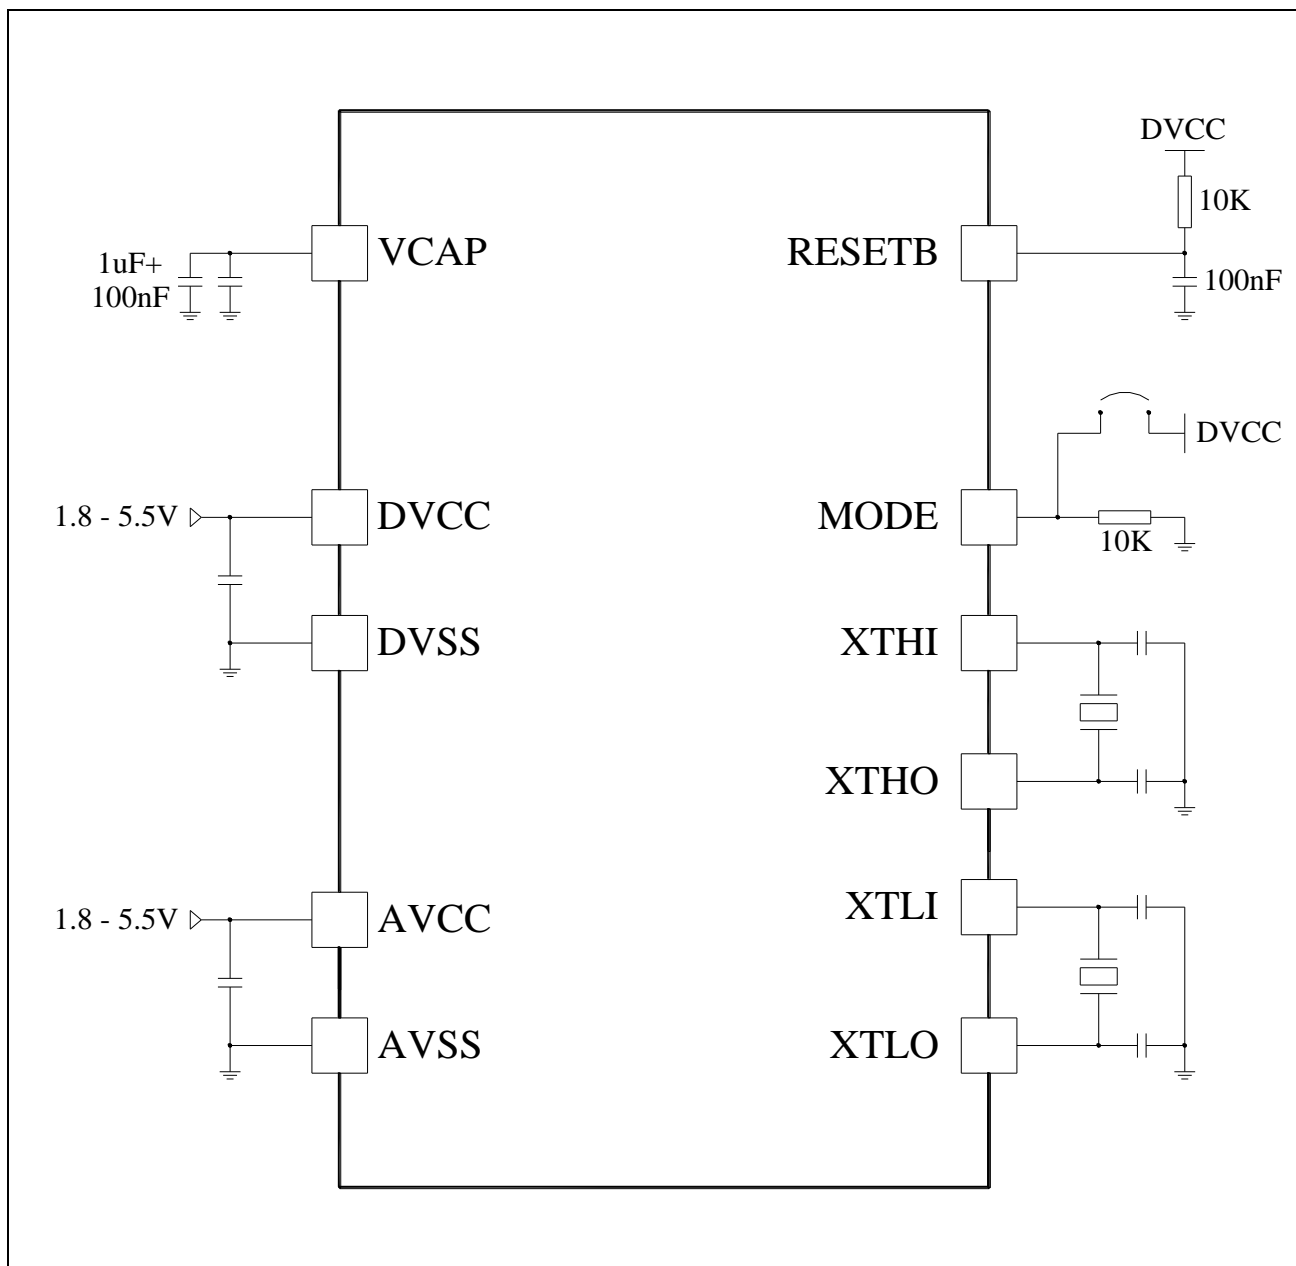 DVCC
10K
VCAP
RESETB
1uF+
100nF
100nF
DVCC
1.8 - 5.5V
DVCC
MODE
10K
DVSS
XTHI
XTHO
1.8 - 5.5V
AVCC
XTLI
AVSS
XTLO